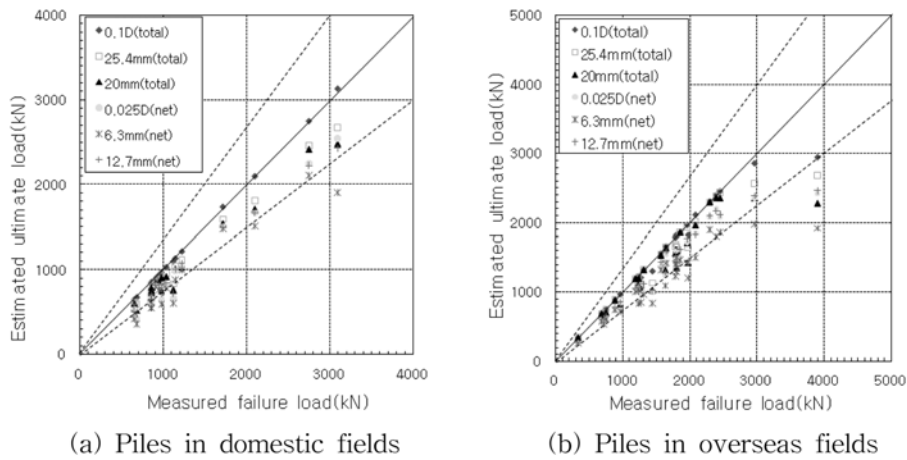 4000
3000
2000
1000
0
0
1000
2000
3000
4000
Estimated ultimate load(kN)
Measured failure load(kN)
0.1D(total)
25.4mm(total)
20mm(total)
0.025D(net)
6.3mm(net)
12.7mm(net)
(a) Piles in domestic fields
5000
4000
3000
2000
1000
0
0
1000
2000
3000
4000
5000
Estimated ultimate load(kN)
Measured failure load(kN)
0.1D(total)
25.4mm(total)
20mm(total)
0.025D(net)
6.3mm(net)
12.7mm(net)
(b) Piles in overseas fields